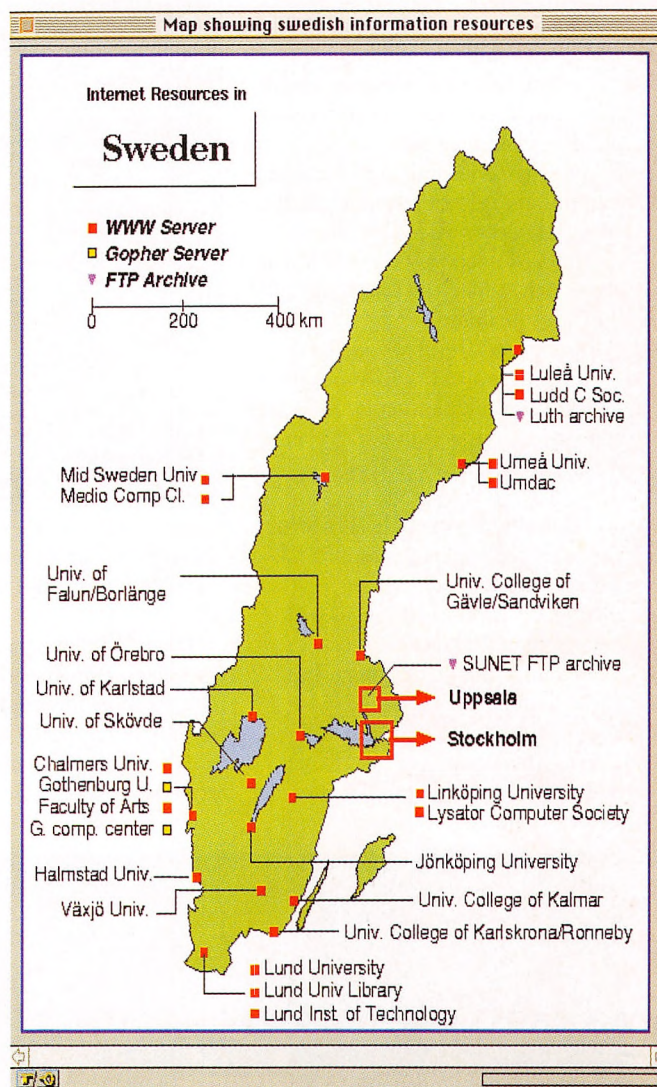 Map showing swedish information resources
Internet Resources in
Sweden
WWW Server
Gopher Server
FTP Archive
0 200 400 km
Luleå Univ.
Ludd C Soc.
Luth archive
Mid Sweden Univ
Medio Comp Cl.
Umeå Univ.
Umdac
Univ. of
Falun/Borlänge
Univ. College of
Gävle/Sandviken
Univ. of Örebro
SUNET FTP archive
Univ. of Karlstad
Uppsala
Univ. of Skövde
Stockholm
Chalmers Univ.
Gothenburg U.
Faculty of Arts
G. comp. center
Linköping University
Lysator Computer Society
Jönköping University
Halmstad Univ.
Växjö Univ.
Univ. College of Kalmar
Univ. College of Karlskrona/Ronneby
Lund University
Lund Univ Library
Lund Inst. of Technology